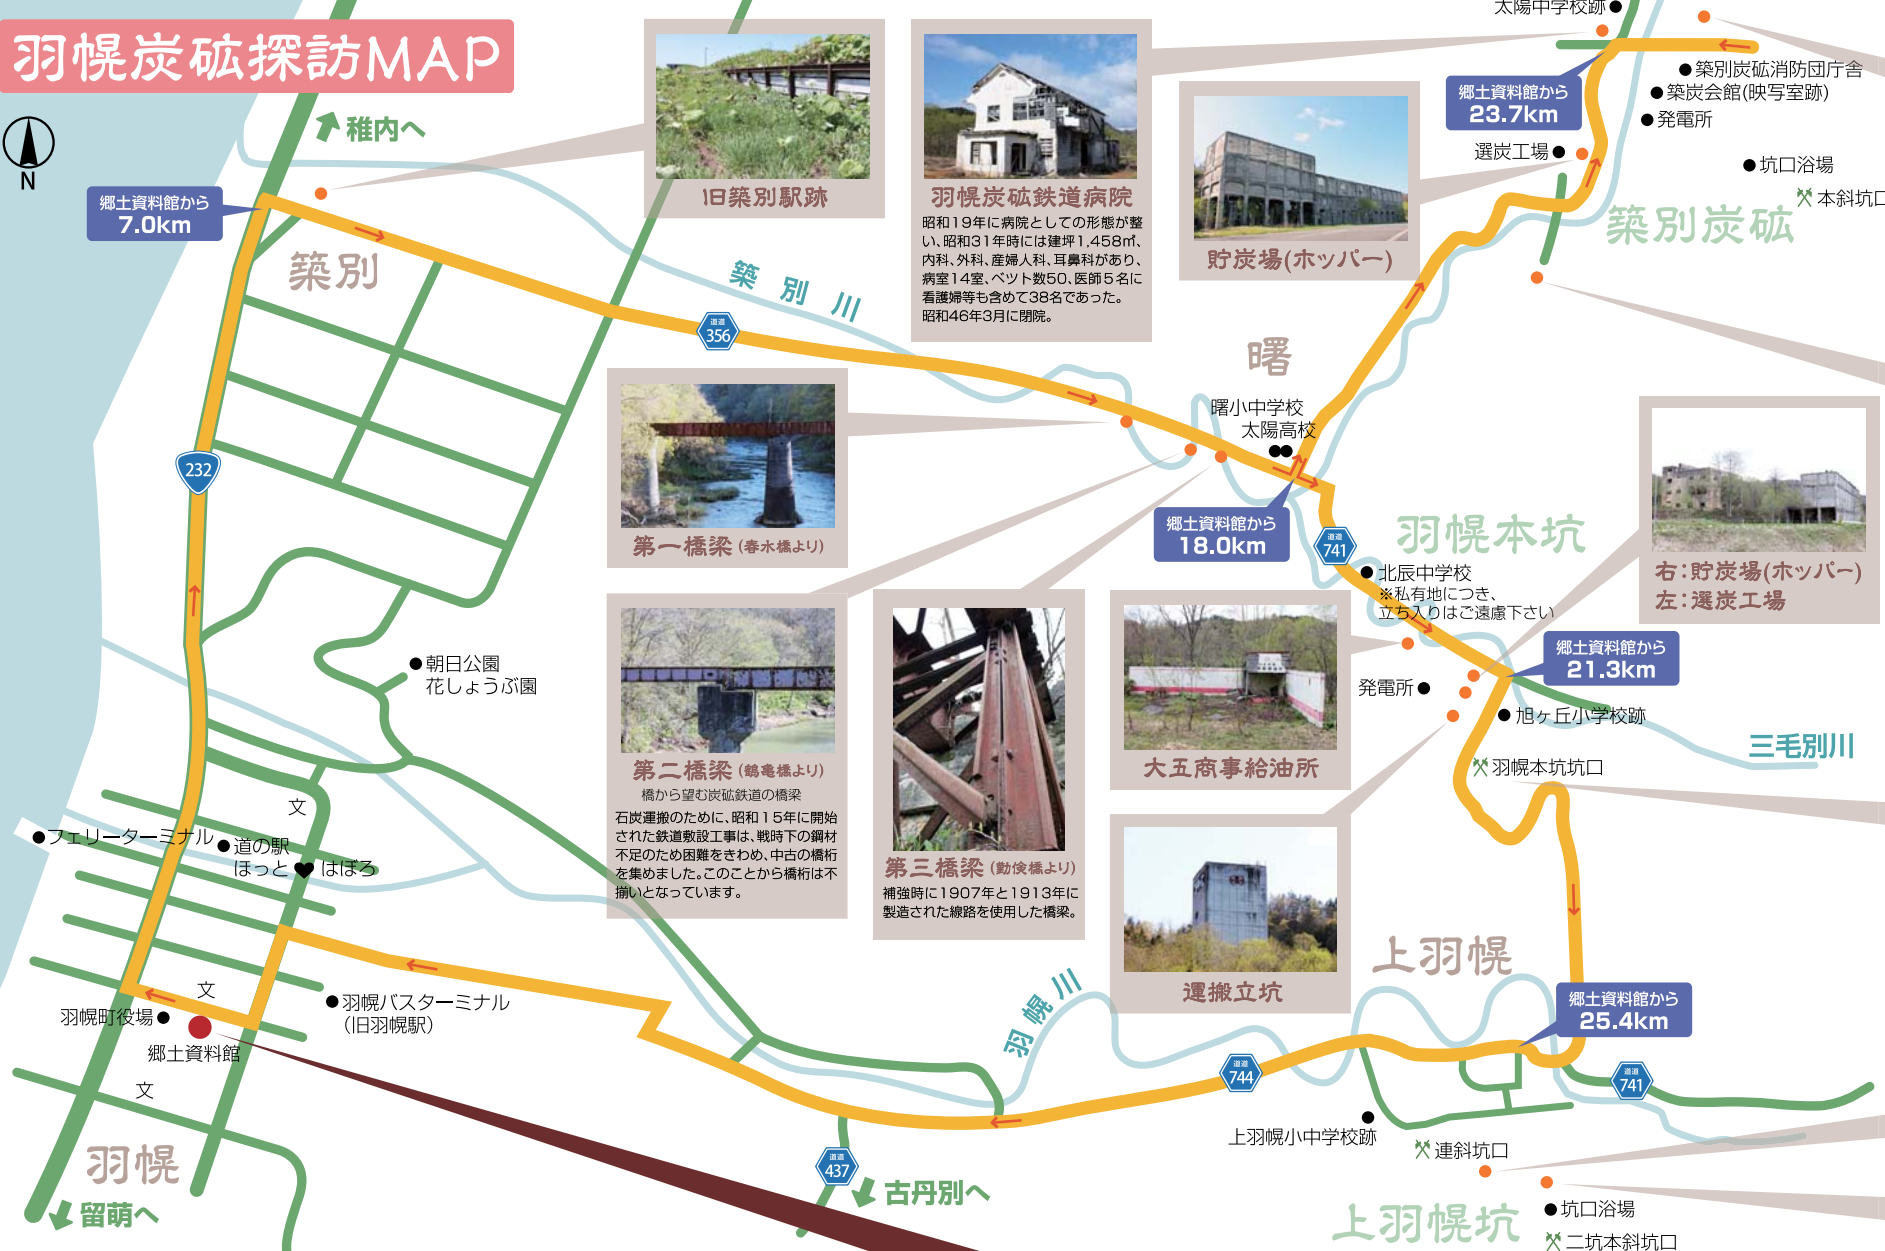 羽幌炭砿探訪MAP
N
稚内へ
郷土資料館から
7.0km
築別
旧築別駅跡
羽幌炭砿鉄道病院
昭和19年に病院としての形態が整
い、昭和31年時には建坪1,458㎡、
内科、外科、産婦人科、耳鼻科があり、
病室14室、ベツト数50、医師5名に
看護婦等も含めて38名であった。
昭和46年3月に閉院。
貯炭場(ホッパー)
太陽中学校跡
郷土資料館から
23.7km
築別炭砿消防団庁舎
築炭会館(映写室跡)
発電所
選炭工場
坑口浴場
本斜坑口
築別炭砿
築別川
道道
356
232
曙
曙小中学校
太陽高校
第一橋梁(春水橋より)
郷土資料館から
18.0km
道道
741
羽幌本坑
北辰中学校
※私有地につき、
立ち入りはご遠慮下さい
右:貯炭場(ホッパー)
左:選炭工場
郷土資料館から
21.3km
発電所
旭ヶ丘小学校跡
三毛別川
羽幌本坑坑口
朝日公園
花しょうぶ園
第二橋梁(鶴亀橋より)
橋から望む炭砿鉄道の橋梁
石炭運搬のために、昭和15年に開始
された鉄道敷設工事は、戦時下の鋼材
不足のため困難をきわめ、中古の橋桁
を集めました。このことから橋桁は不
揃いとなっています。
第三橋梁(勤倹橋より)
補強時に1907年と1913年に
製造された線路を使用した橋梁。
大五商事給油所
運搬立坑
文
フェリーターミナル
道の駅
ほっと♥はぼろ
上羽幌
郷土資料館から
25.4km
文
羽幌バスターミナル
(旧羽幌駅)
羽幌町役場
郷土資料館
文
羽幌川
道道
744
道道
741
上羽幌小中学校跡
連斜坑口
道道
437
古丹別へ
羽幌
留萌へ
上羽幌坑
坑口浴場
二坑本斜坑口